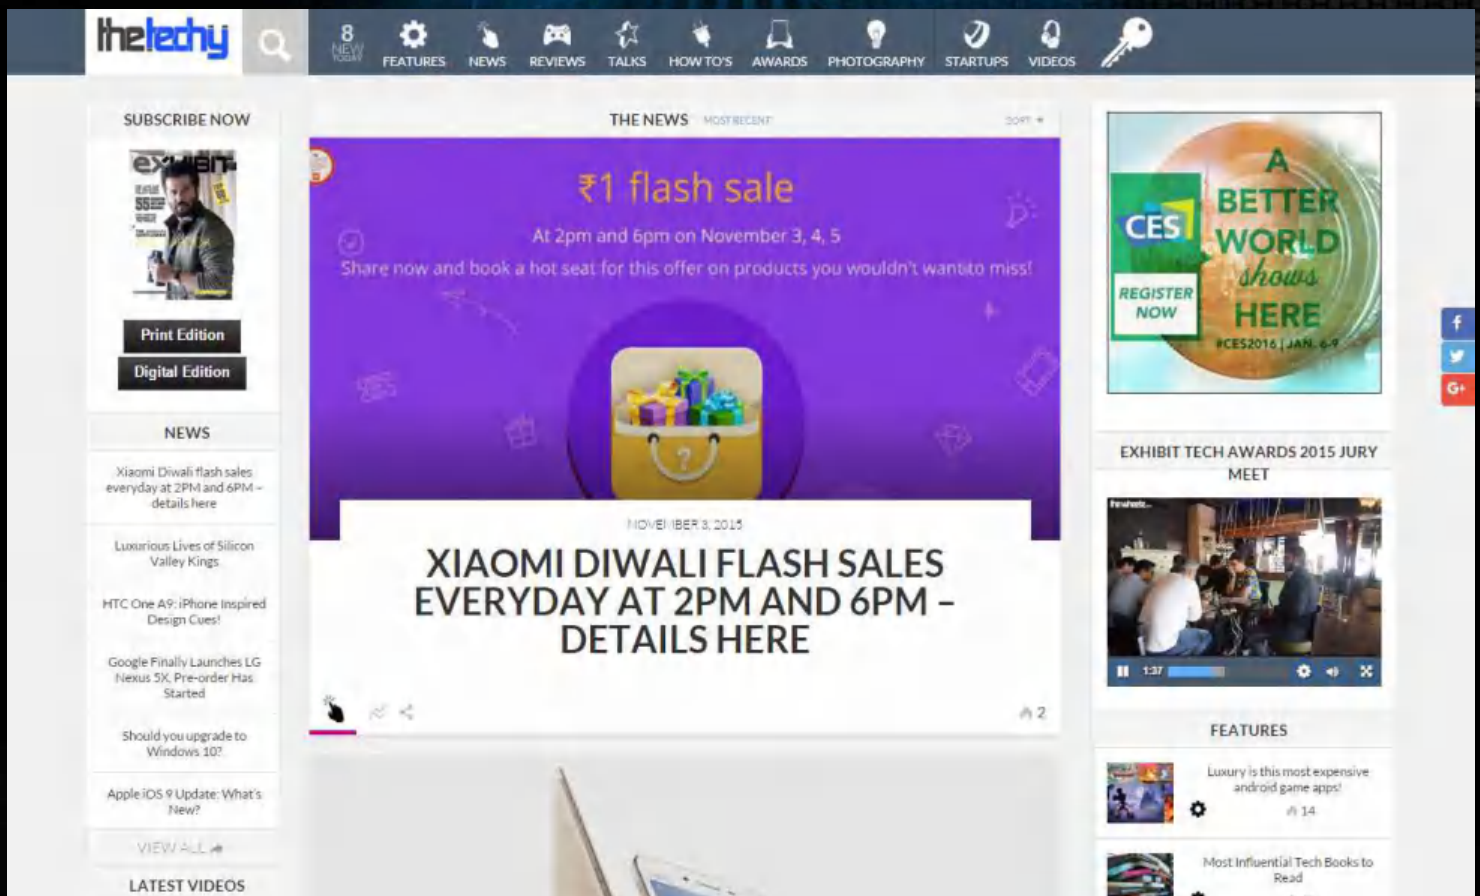 thetechy
8
NEW
TODAY
FEATURES
NEWS
REVIEWS
TALKS
HOW TO'S
AWARDS
PHOTOGRAPHY
STARTUPS
VIDEOS
SUBSCRIBE NOW
EXHIBIT
55
Print Edition
Digital Edition
NEWS
Xiaomi Diwali flash sales
everyday at 2PM and 6PM –
details here
Luxurious Lives of Silicon
Valley Kings
HTC One A9: iPhone Inspired
Design Cues!
Google Finally Launches LG
Nexus 5X, Pre-order Has
Started
Should you upgrade to
Windows 10?
Apple iOS 9 Update: What's
New?
VIEW ALL
LATEST VIDEOS
THE NEWS MOST RECENT
SORT
₹1 flash sale
At 2pm and 6pm on November 3, 4, 5
Share now and book a hot seat for this offer on products you wouldn't want to miss!
?
NOVEMBER 3, 2015
XIAOMI DIWALI FLASH SALES
EVERYDAY AT 2PM AND 6PM –
DETAILS HERE
2
CES
REGISTER
NOW
A
BETTER
WORLD
shows
HERE
#CES2016 | JAN. 6-9
f
G+
EXHIBIT TECH AWARDS 2015 JURY
MEET
1:37
FEATURES
Luxury is this most expensive
android game apps!
14
Most Influential Tech Books to
Read